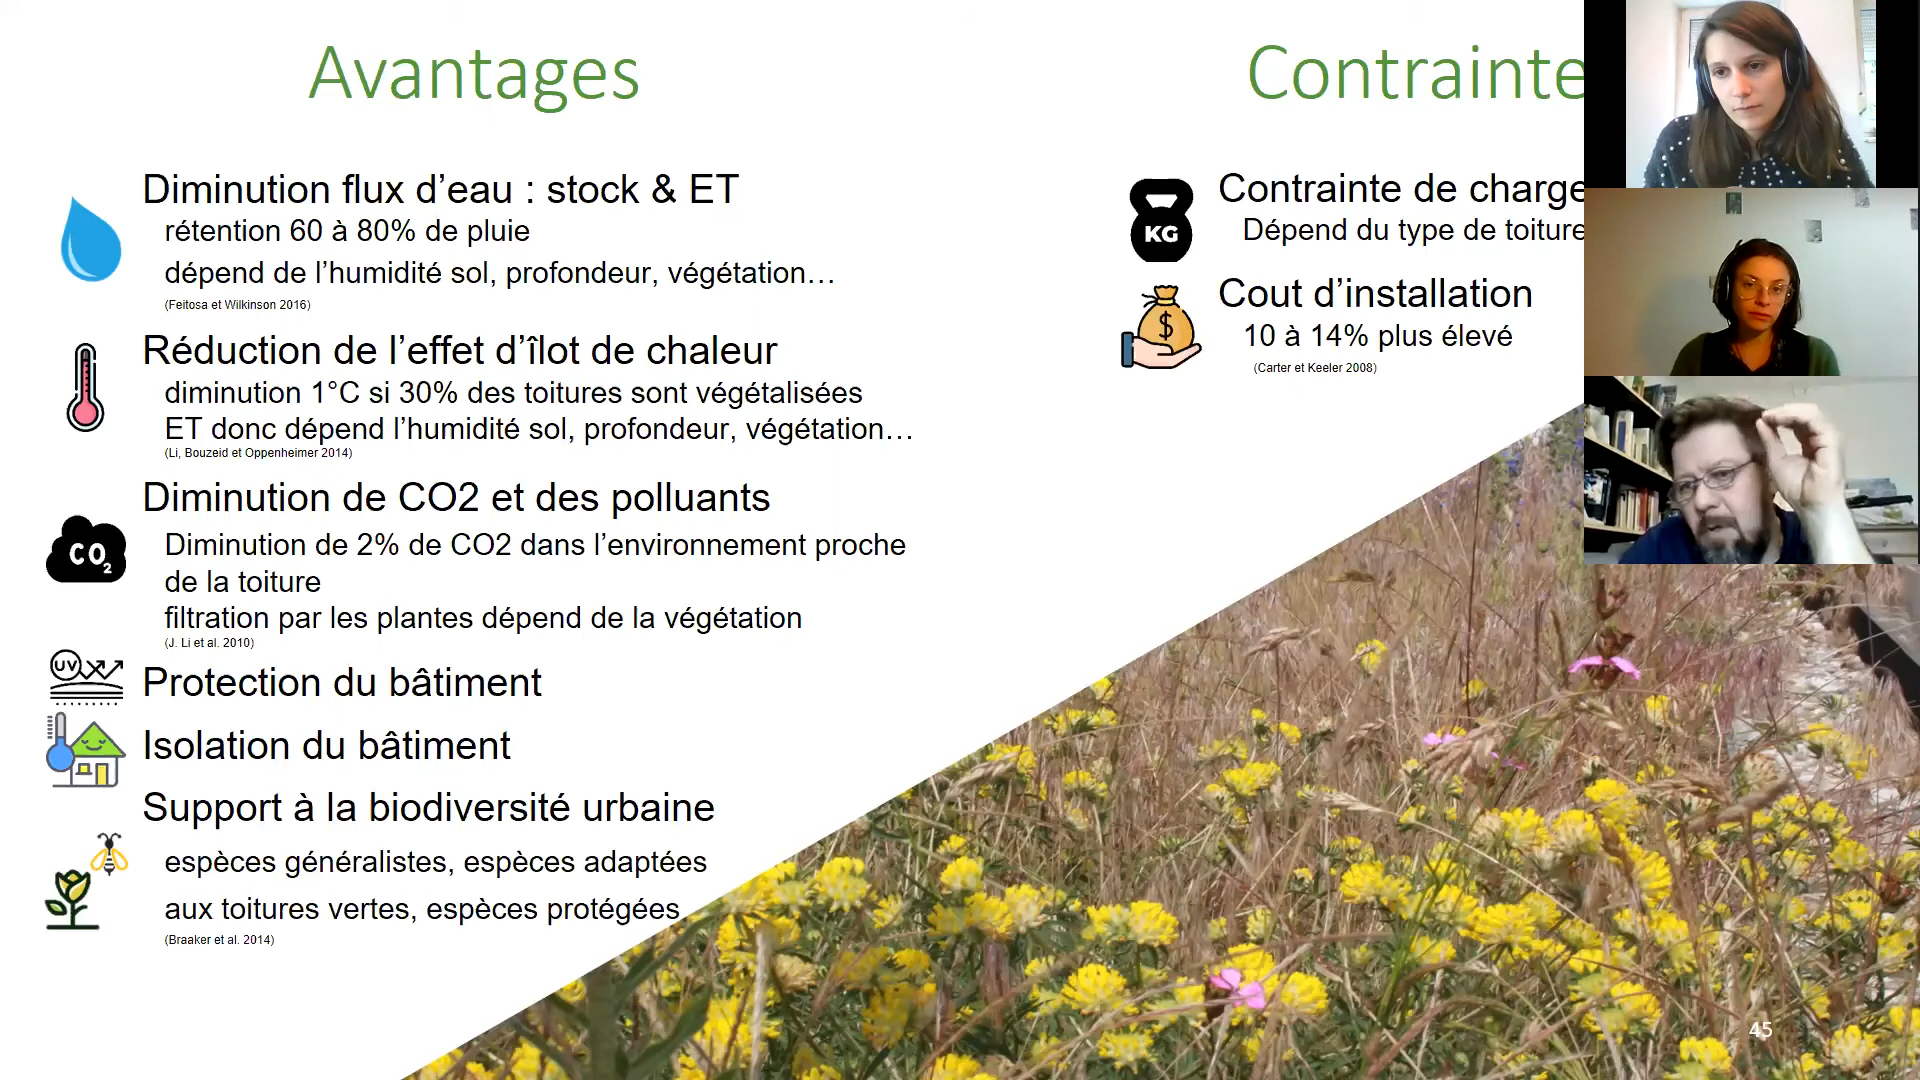 Avantages
Diminution flux d’eau : stock & ET
rétention 60 à 80% de pluie
dépend de l’humidité sol, profondeur, végétation…
(Feitosa et Wilkinson 2016)
Réduction de l’effet d’îlot de chaleur
diminution 1°C si 30% des toitures sont végétalisées
ET donc dépend l’humidité sol, profondeur, végétation…
(Li, Bouzeid et Oppenheimer 2014)
CO2
Diminution de CO2 et des polluants
Diminution de 2% de CO2 dans l’environnement proche
de la toiture
filtration par les plantes dépend de la végétation
(J. Li et al. 2010)
UV
Protection du bâtiment
Isolation du bâtiment
Support à la biodiversité urbaine
espèces généralistes, espèces adaptées
aux toitures vertes, espèces protégées
(Braaker et al. 2014)
Contrainte
KG
Contrainte de charge
Dépend du type de toiture
$
Cout d’installation
10 à 14% plus élevé
(Carter et Keeler 2008)
45